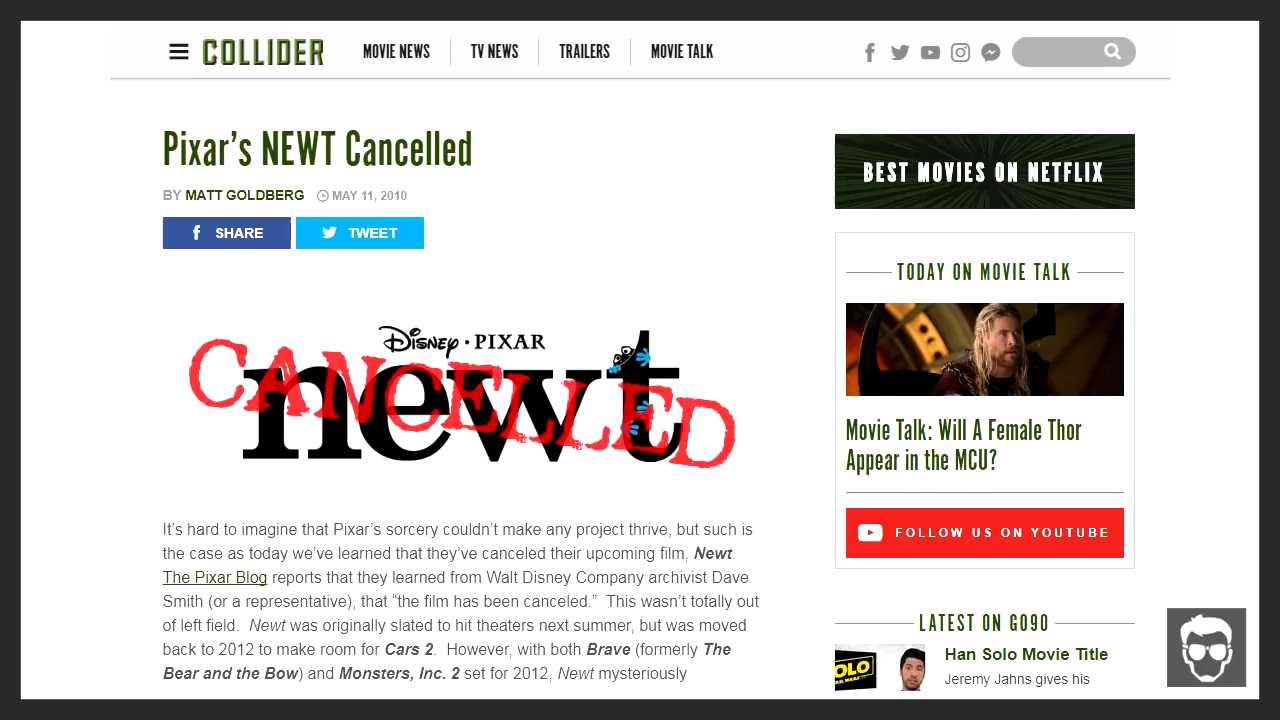 COLLIDER
MOVIE NEWS
TV NEWS
TRAILERS
MOVIE TALK
Pixar’s NEWT Cancelled
BY MATT GOLDBERG MAY 11, 2010
SHARE
TWEET
DISNEY · PIXAR
newt
CANCELLED
It’s hard to imagine that Pixar’s sorcery couldn’t make any project thrive, but such is
the case as today we’ve learned that they’ve canceled their upcoming film, Newt.
The Pixar Blog reports that they learned from Walt Disney Company archivist Dave
Smith (or a representative), that “the film has been canceled.” This wasn’t totally out
of left field. Newt was originally slated to hit theaters next summer, but was moved
back to 2012 to make room for Cars 2. However, with both Brave (formerly The
Bear and the Bow) and Monsters, Inc. 2 set for 2012, Newt mysteriously
BEST MOVIES ON NETFLIX
TODAY ON MOVIE TALK
Movie Talk: Will A Female Thor
Appear in the MCU?
FOLLOW US ON YOUTUBE
LATEST ON GO90
Han Solo Movie Title
Jeremy Jahns gives his